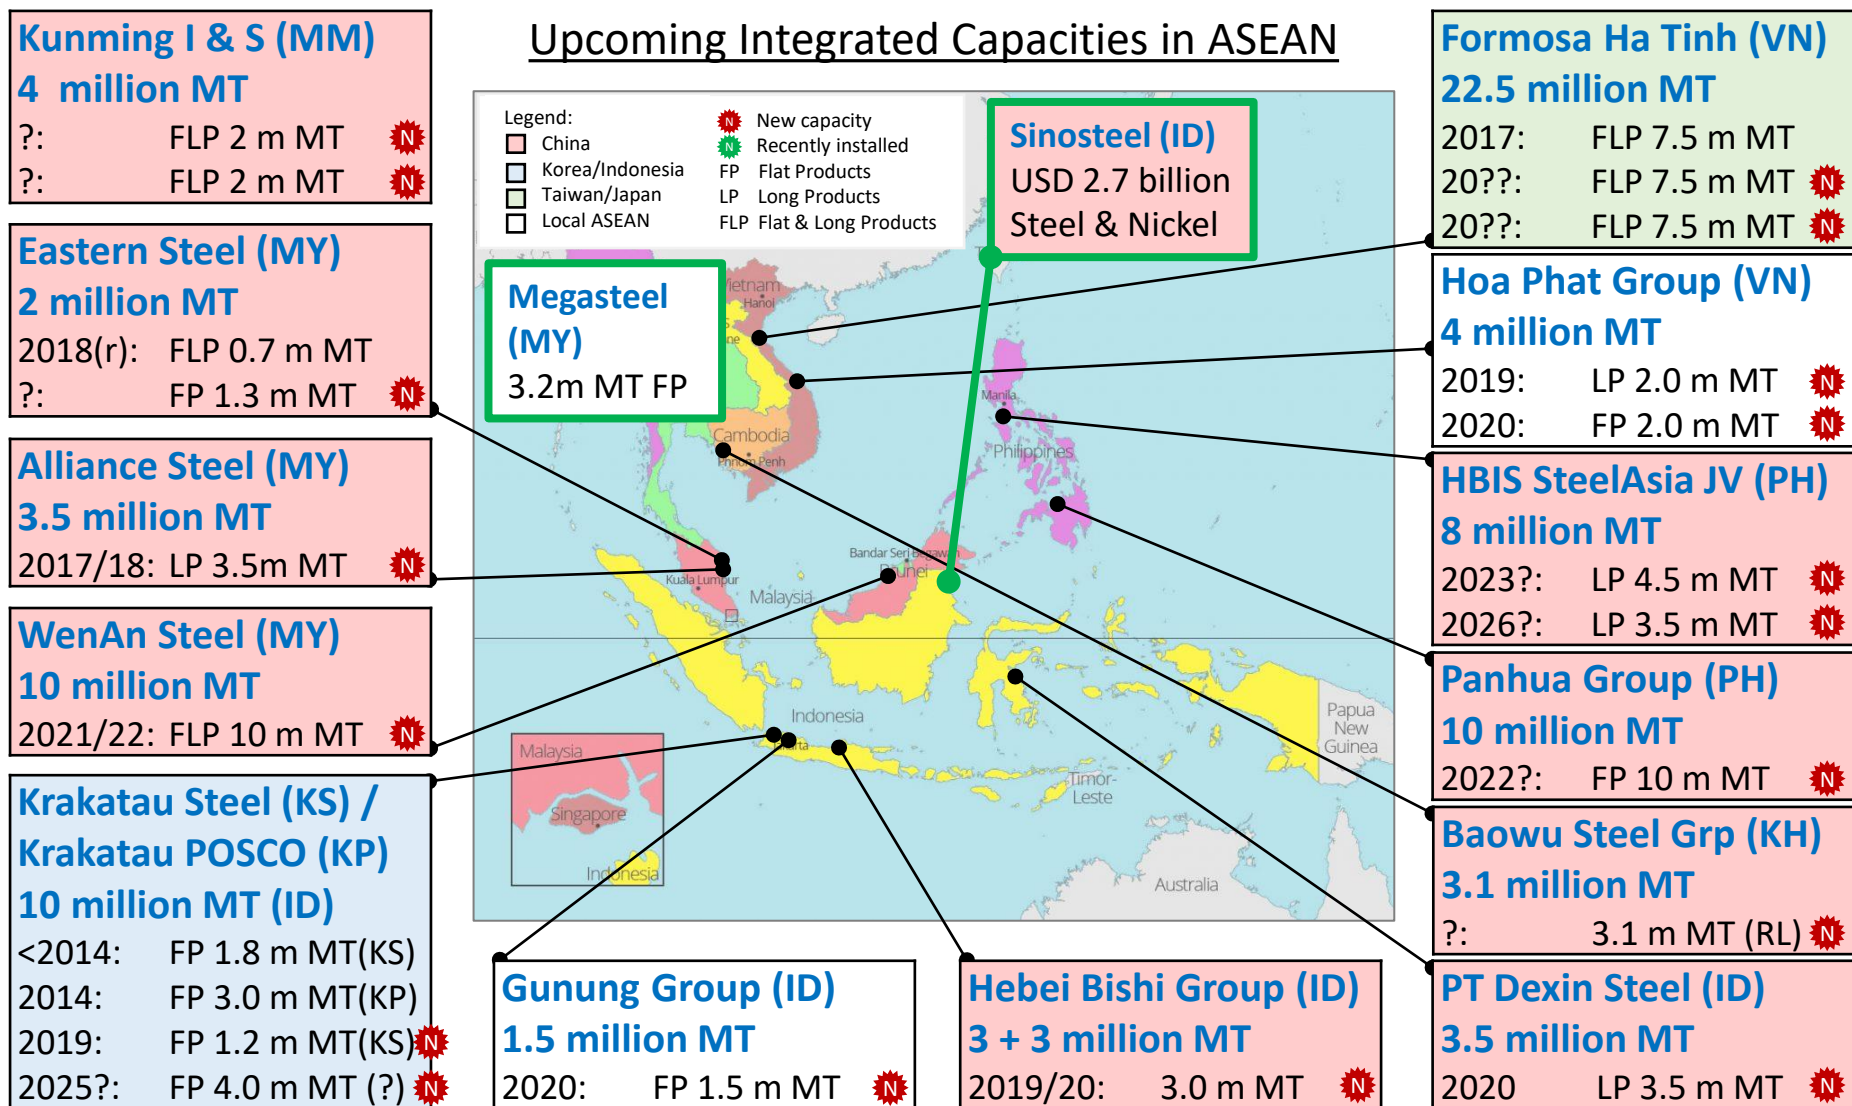 Upcoming Integrated Capacities in ASEAN
Kunming I & S (MM)
4 million MT
?: FLP 2 m MT N
?: FLP 2 m MT N
Eastern Steel (MY)
2 million MT
2018(r): FLP 0.7 m MT
?: FP 1.3 m MT N
Alliance Steel (MY)
3.5 million MT
2017/18: LP 3.5m MT N
WenAn Steel (MY)
10 million MT
2021/22: FLP 10 m MT N
Krakatau Steel (KS) /
Krakatau POSCO (KP)
10 million MT (ID)
<2014: FP 1.8 m MT(KS)
2014: FP 3.0 m MT(KP)
2019: FP 1.2 m MT(KS) N
2025?: FP 4.0 m MT (?) N
Legend:
China
Korea/Indonesia
Taiwan/Japan
Local ASEAN
N New capacity
N Recently installed
FP Flat Products
LP Long Products
FLP Flat & Long Products
Sinosteel (ID)
USD 2.7 billion
Steel & Nickel
Megasteel
(MY)
3.2m MT FP
Vietnam
Hanoi
Cambodia
Phnom Penh
Manila
Philippines
Bandar Seri Begawan
Brunei
Kuala Lumpur
Malaysia
Indonesia
Papua
New
Guinea
Timor-
Leste
Australia
Malaysia
Singapore
Indonesia
Gunung Group (ID)
1.5 million MT
2020: FP 1.5 m MT N
Hebei Bishi Group (ID)
3 + 3 million MT
2019/20: 3.0 m MT N
Formosa Ha Tinh (VN)
22.5 million MT
2017: FLP 7.5 m MT
20??: FLP 7.5 m MT N
20??: FLP 7.5 m MT N
Hoa Phat Group (VN)
4 million MT
2019: LP 2.0 m MT N
2020: FP 2.0 m MT N
HBIS SteelAsia JV (PH)
8 million MT
2023?: LP 4.5 m MT N
2026?: LP 3.5 m MT N
Panhua Group (PH)
10 million MT
2022?: FP 10 m MT N
Baowu Steel Grp (KH)
3.1 million MT
?: 3.1 m MT (RL) N
PT Dexin Steel (ID)
3.5 million MT
2020 LP 3.5 m MT N